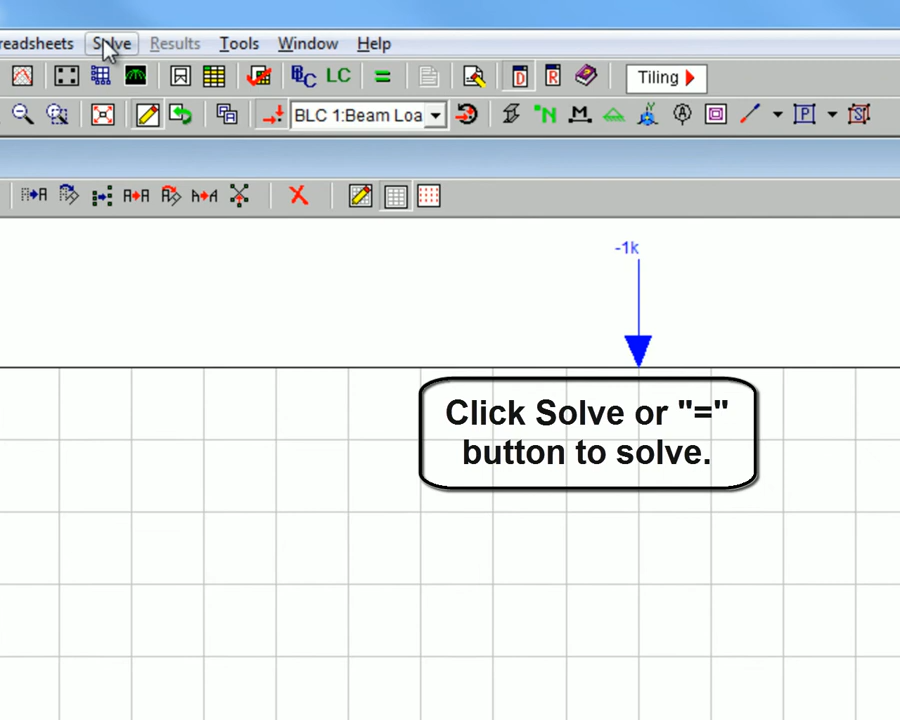 readsheets Solve Results Tools Window Help
BLC LC = D R Tiling
BLC 1:Beam Loa N M A P S
A A A A A
-1k
Click Solve or "="
button to solve.